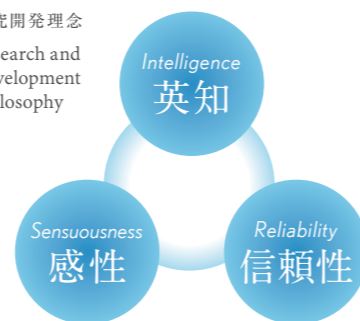 究開発理念
earch and
velopment
losophy
Intelligence
英知
Sensuousness
感性
Reliability
信頼性